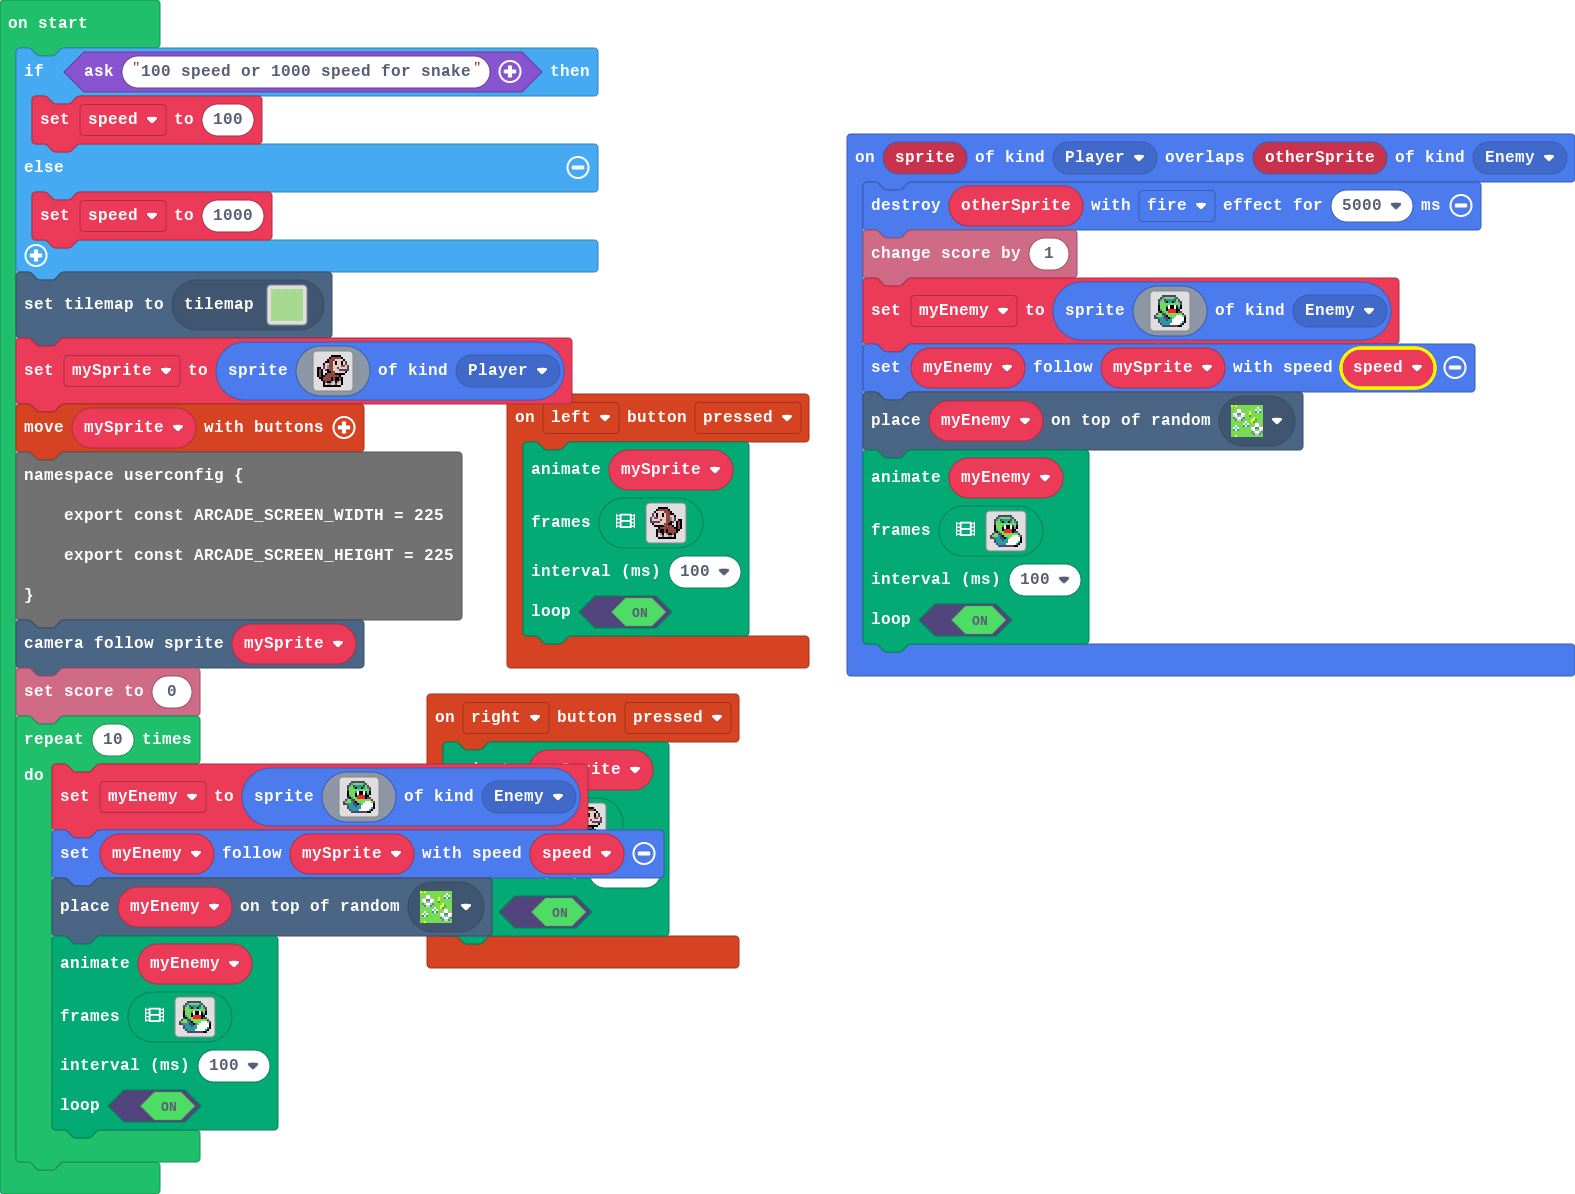 on start
if ask "100 speed or 1000 speed for snake" then
set speed to 100
else
set speed to 1000
set tilemap to tilemap
set mySprite to sprite of kind Player
move mySprite with buttons
namespace userconfig {
export const ARCADE_SCREEN_WIDTH = 225
export const ARCADE_SCREEN_HEIGHT = 225
}
camera follow sprite mySprite
set score to 0
repeat 10 times
do
set myEnemy to sprite of kind Enemy
set myEnemy follow mySprite with speed speed
place myEnemy on top of random
animate myEnemy
frames
interval (ms) 100
loop ON
on left button pressed
animate mySprite
frames
interval (ms) 100
loop ON
on right button pressed
ON
on sprite of kind Player overlaps otherSprite of kind Enemy
destroy otherSprite with fire effect for 5000 ms
change score by 1
set myEnemy to sprite of kind Enemy
set myEnemy follow mySprite with speed speed
place myEnemy on top of random
animate myEnemy
frames
interval (ms) 100
loop ON